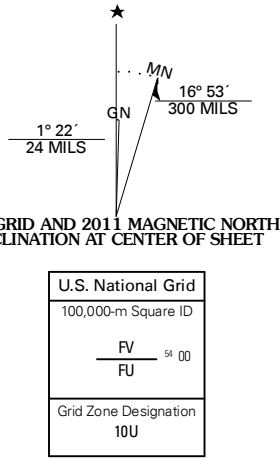 MN
GN
16° 53´
300 MILS
1° 22´
24 MILS
GRID AND 2011 MAGNETIC NORTH
CLINATION AT CENTER OF SHEET
U.S. National Grid
100,000-m Square ID
FV
54 00
FU
Grid Zone Designation
10U